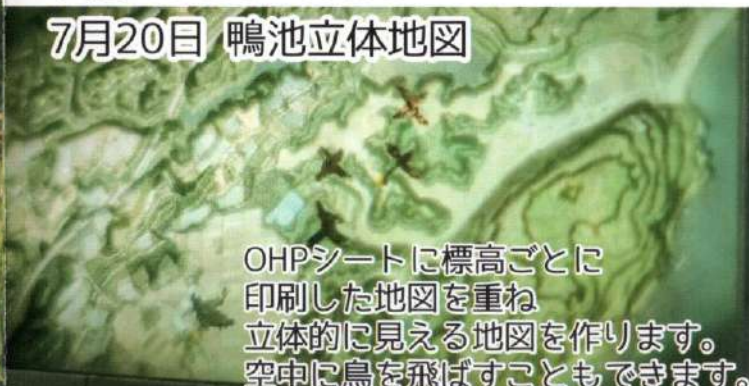 7月20日 鴨池立体地図
OHPシートに標高ごとに
印刷した地図を重ね
立体的に見える地図を作ります。
空中に鳥を飛ばすこともできます。